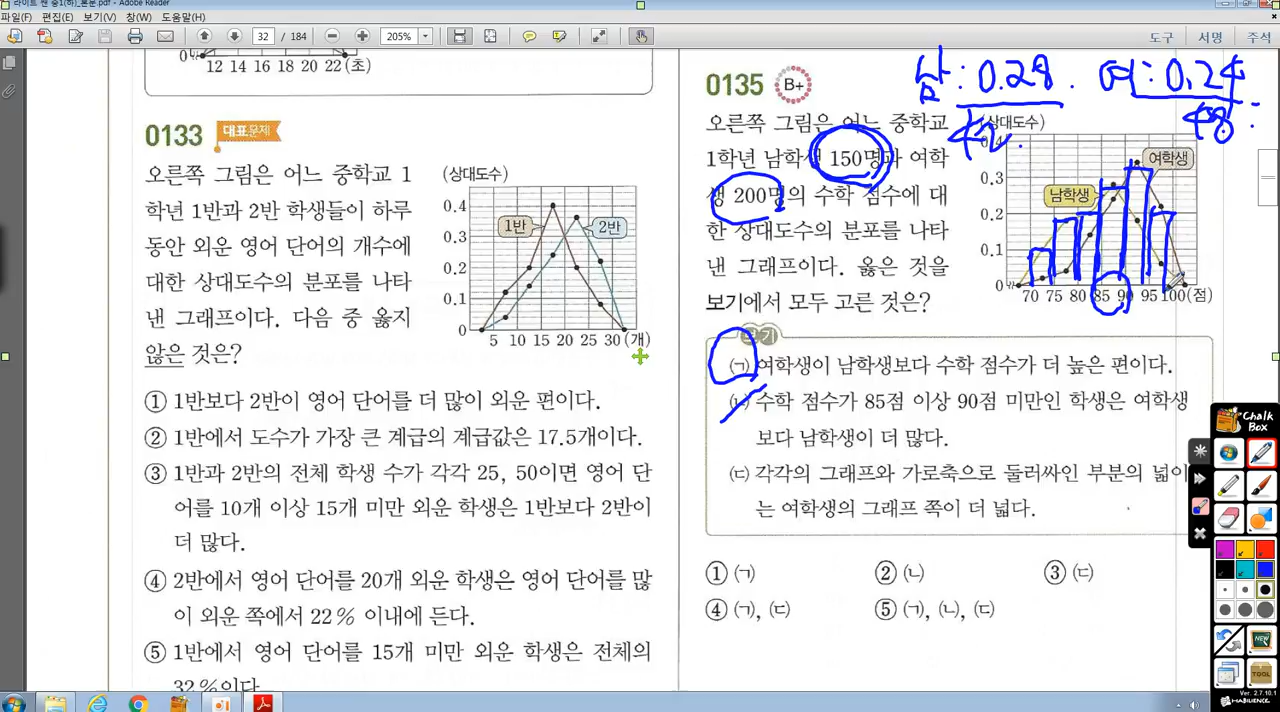 라이트 쎈 중1(하)_본문.pdf - Adobe Reader
파일(F) 편집(E) 보기(V) 창(W) 도움말(H)
32 / 184 205% 도구 서명 주석
0
12 14 16 18 20 22 (초)
0133 대표문제
오른쪽 그림은 어느 중학교 1
학년 1반과 2반 학생들이 하루
동안 외운 영어 단어의 개수에
대한 상대도수의 분포를 나타
낸 그래프이다. 다음 중 옳지
않은 것은?
(상대도수)
0.4
0.3
0.2
0.1
0
1반 2반
5 10 15 20 25 30 (개)
① 1반보다 2반이 영어 단어를 더 많이 외운 편이다.
② 1반에서 도수가 가장 큰 계급의 계급값은 17.5개이다.
③ 1반과 2반의 전체 학생 수가 각각 25, 50이면 영어 단
어를 10개 이상 15개 미만 외운 학생은 1반보다 2반이
더 많다.
④ 2반에서 영어 단어를 20개 외운 학생은 영어 단어를 많
이 외운 쪽에서 22% 이내에 든다.
⑤ 1반에서 영어 단어를 15개 미만 외운 학생은 전체의
32%이다.
0135 B+
남 : 0.28 . 여 : 0.24
42 . 48 .
오른쪽 그림은 어느 중학교
1학년 남학생 150명과 여학
생 200명의 수학 점수에 대
한 상대도수의 분포를 나타
낸 그래프이다. 옳은 것을
보기에서 모두 고른 것은?
(상대도수)
0.4
0.3
0.2
0.1
0
남학생 여학생
70 75 80 85 90 95 100 (점)
보기
(ㄱ) 여학생이 남학생보다 수학 점수가 더 높은 편이다.
(ㄴ) 수학 점수가 85점 이상 90점 미만인 학생은 여학생
보다 남학생이 더 많다.
(ㄷ) 각각의 그래프와 가로축으로 둘러싸인 부분의 넓이
는 여학생의 그래프 쪽이 더 넓다.
① (ㄱ) ② (ㄴ) ③ (ㄷ)
④ (ㄱ), (ㄷ) ⑤ (ㄱ), (ㄴ), (ㄷ)
Chalk
Box
NEW
TOOL
Ver. 2.7.10.1
HABILIENCE